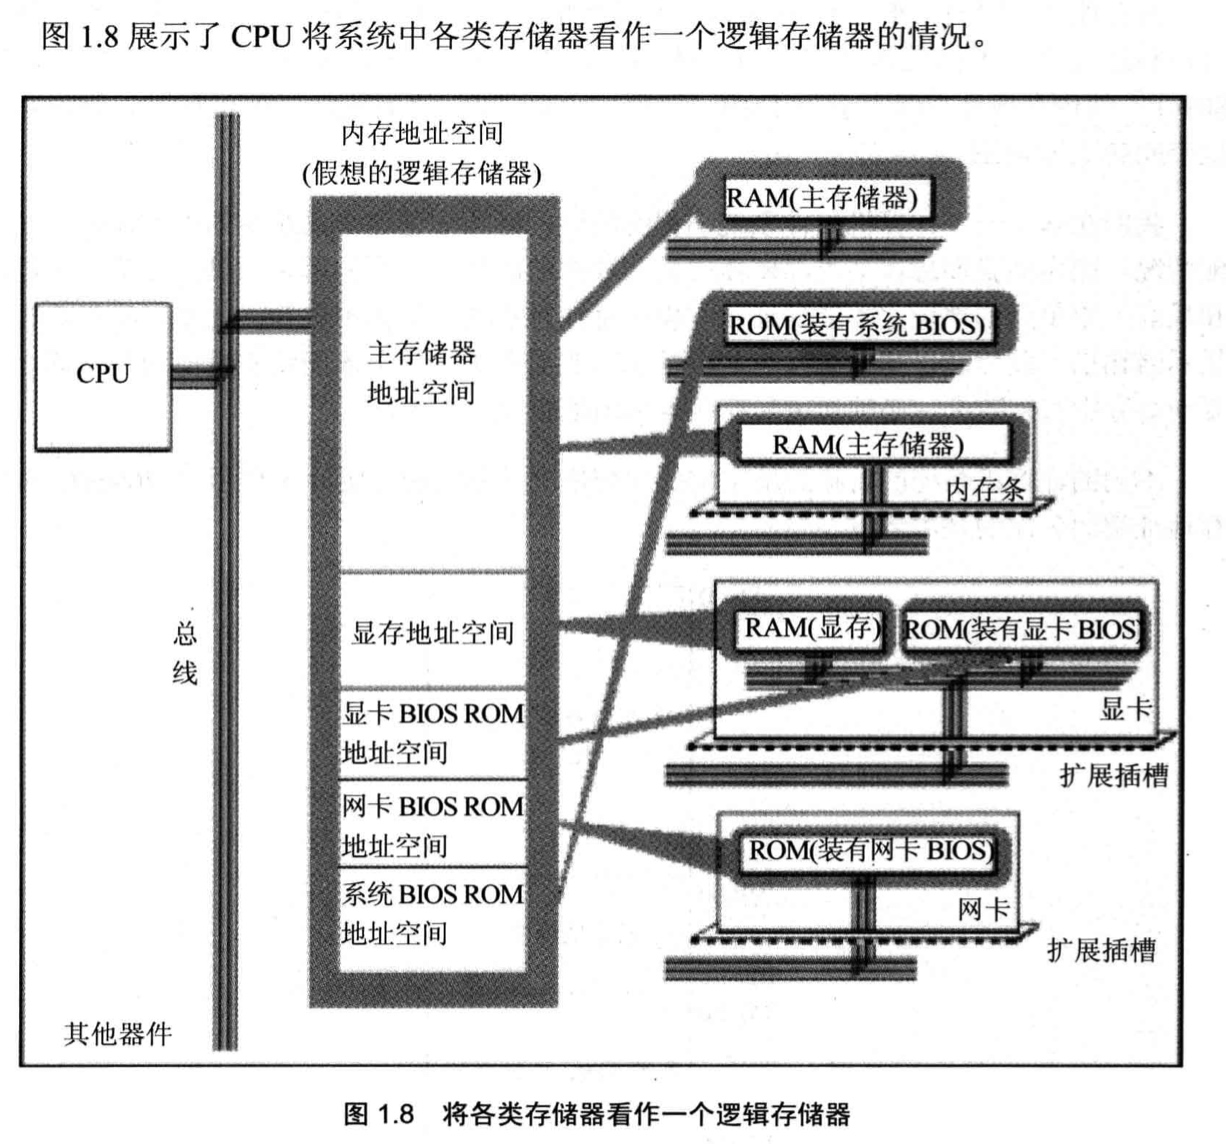 图 1.8 展示了 CPU 将系统中各类存储器看作一个逻辑存储器的情况。
内存地址空间
(假想的逻辑存储器)
CPU
总
线
其他器件
主存储器
地址空间
显存地址空间
显卡 BIOS ROM
地址空间
网卡 BIOS ROM
地址空间
系统 BIOS ROM
地址空间
RAM(主存储器)
ROM(装有系统 BIOS)
RAM(主存储器)
内存条
RAM(显存)
ROM(装有显卡 BIOS)
显卡
扩展插槽
ROM(装有网卡 BIOS)
网卡
扩展插槽
图 1.8 将各类存储器看作一个逻辑存储器